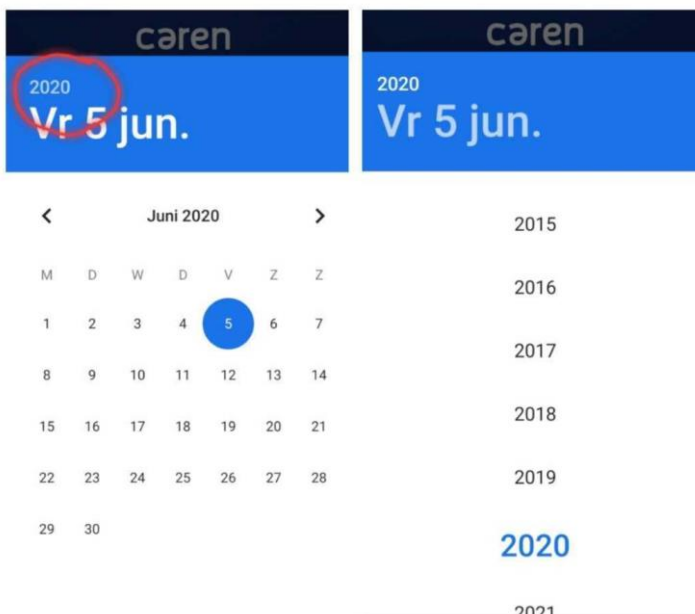 caren
2020
Vr 5 jun.
Juni 2020
M D W D V Z Z
1 2 3 4 5 6 7
8 9 10 11 12 13 14
15 16 17 18 19 20 21
22 23 24 25 26 27 28
29 30
caren
2020
Vr 5 jun.
2015
2016
2017
2018
2019
2020
2021